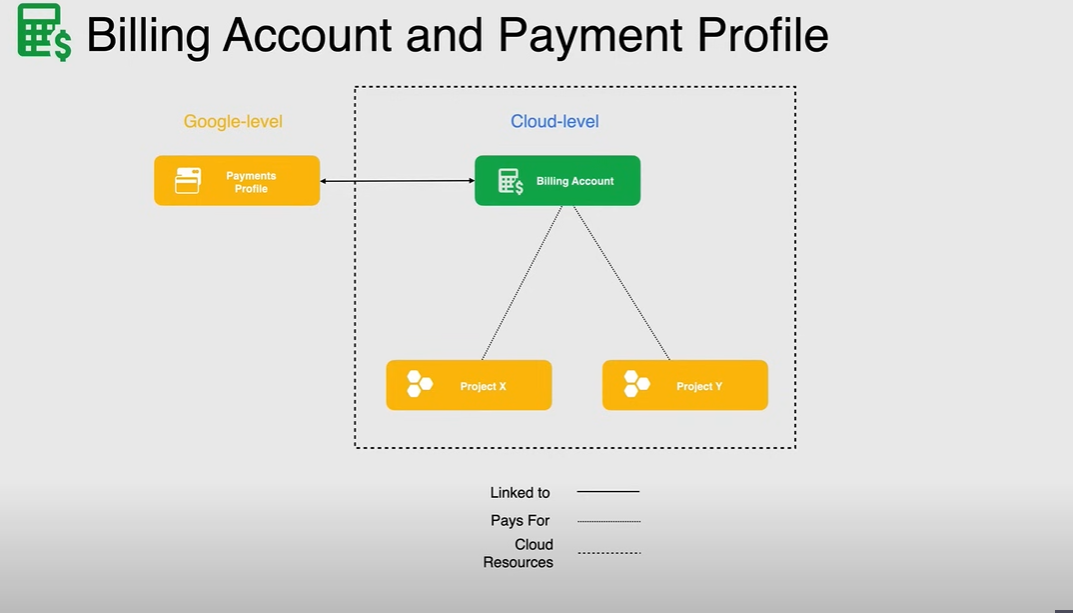 Billing Account and Payment Profile
Google-level
Cloud-level
Payments
Profile
Billing Account
Project X
Project Y
Linked to
Pays For
Cloud
Resources